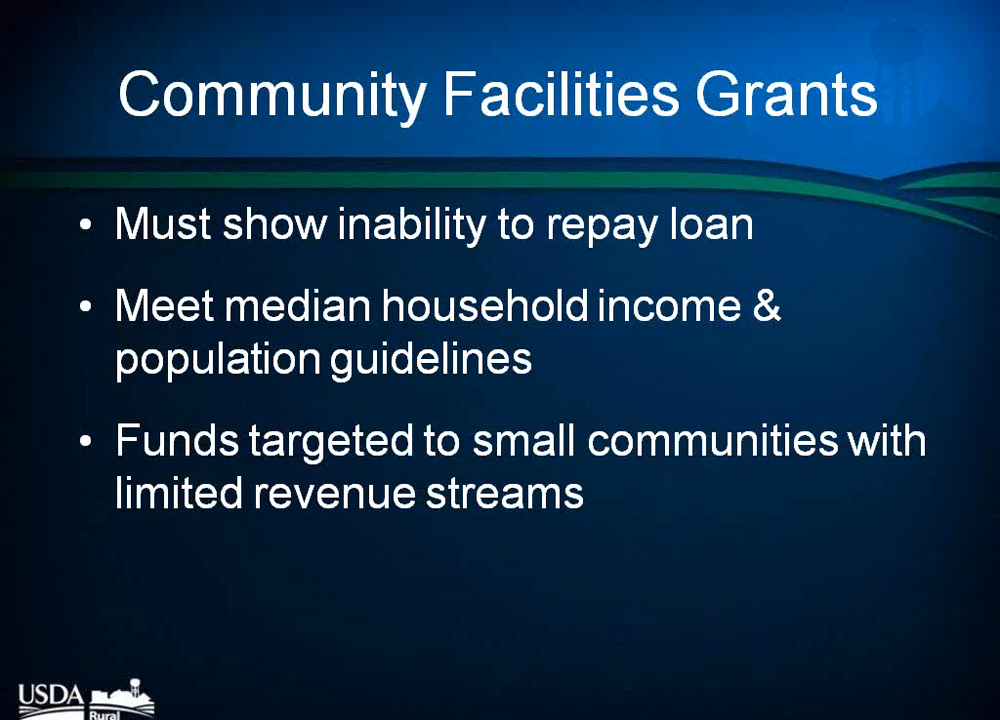 Community Facilities Grants
• Must show inability to repay loan
• Meet median household income &
population guidelines
• Funds targeted to small communities with
limited revenue streams
USDA
Rural